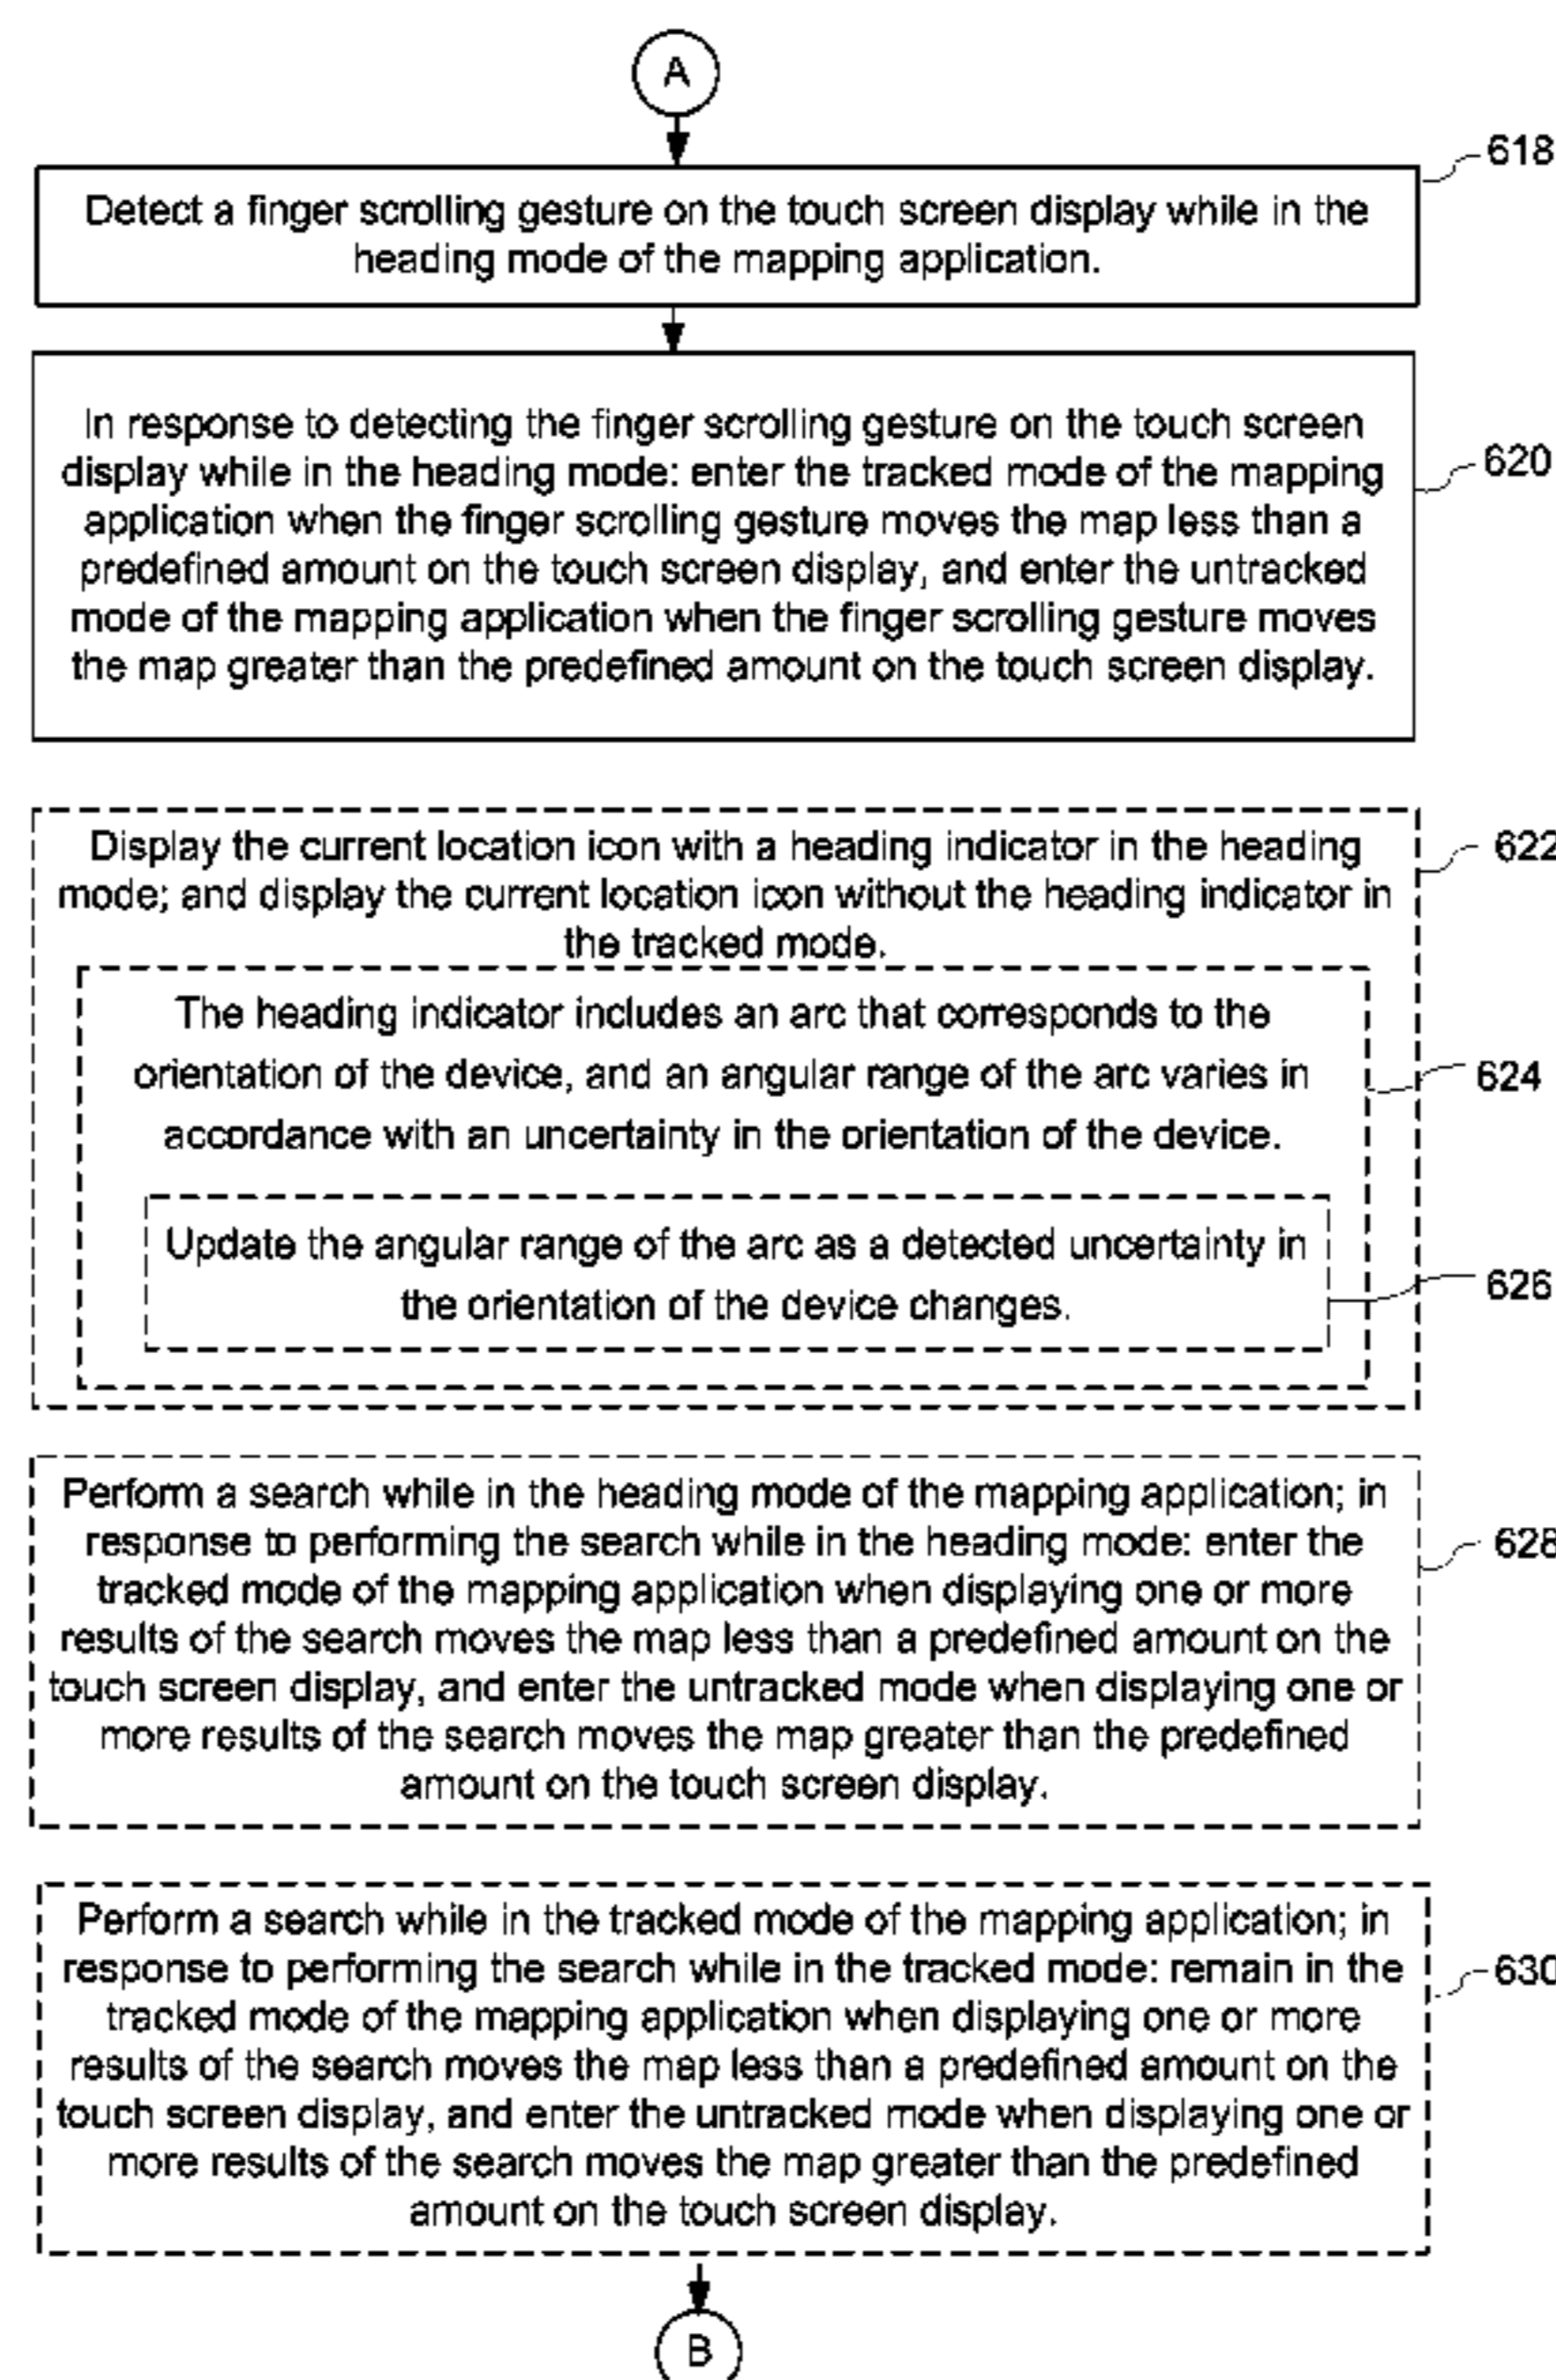 A
618
Detect a finger scrolling gesture on the touch screen display while in the
heading mode of the mapping application.
In response to detecting the finger scrolling gesture on the touch screen
display while in the heading mode: enter the tracked mode of the mapping
application when the finger scrolling gesture moves the map less than a
predefined amount on the touch screen display, and enter the untracked
mode of the mapping application when the finger scrolling gesture moves
the map greater than the predefined amount on the touch screen display.
620
Display the current location icon with a heading indicator in the heading
mode; and display the current location icon without the heading indicator in
the tracked mode.
622
The heading indicator includes an arc that corresponds to the
orientation of the device, and an angular range of the arc varies in
accordance with an uncertainty in the orientation of the device.
624
Update the angular range of the arc as a detected uncertainty in
the orientation of the device changes.
626
Perform a search while in the heading mode of the mapping application; in
response to performing the search while in the heading mode: enter the
tracked mode of the mapping application when displaying one or more
results of the search moves the map less than a predefined amount on the
touch screen display, and enter the untracked mode when displaying one or
more results of the search moves the map greater than the predefined
amount on the touch screen display.
628
Perform a search while in the tracked mode of the mapping application; in
response to performing the search while in the tracked mode: remain in the
tracked mode of the mapping application when displaying one or more
results of the search moves the map less than a predefined amount on the
touch screen display, and enter the untracked mode when displaying one or
more results of the search moves the map greater than the predefined
amount on the touch screen display.
630
B